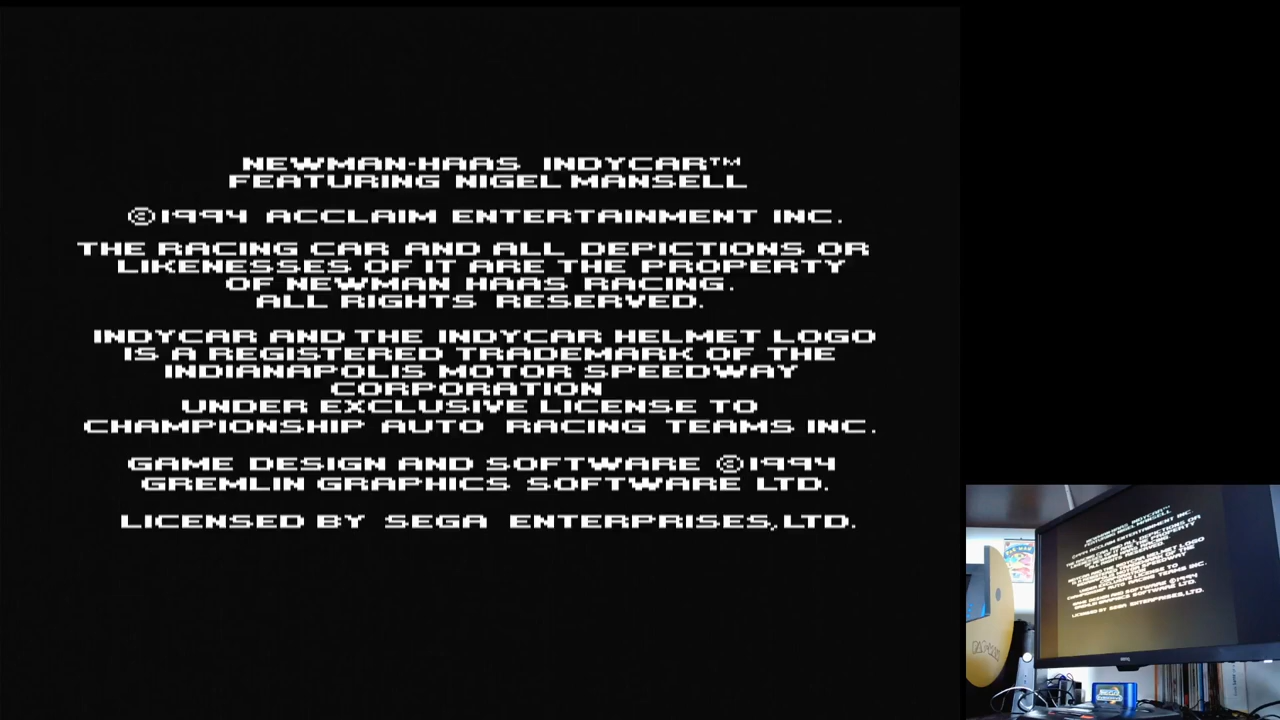 NEWMAN-HAAS INDYCAR™
FEATURING NIGEL MANSELL
©1994 ACCLAIM ENTERTAINMENT INC.
THE RACING CAR AND ALL DEPICTIONS OR
LIKENESSES OF IT ARE THE PROPERTY
OF NEWMAN HAAS RACING.
ALL RIGHTS RESERVED.
INDYCAR AND THE INDYCAR HELMET LOGO
IS A REGISTERED TRADEMARK OF THE
INDIANAPOLIS MOTOR SPEEDWAY
CORPORATION
UNDER EXCLUSIVE LICENSE TO
CHAMPIONSHIP AUTO RACING TEAMS INC.
GAME DESIGN AND SOFTWARE ©1994
GREMLIN GRAPHICS SOFTWARE LTD.
LICENSED BY SEGA ENTERPRISES,LTD.